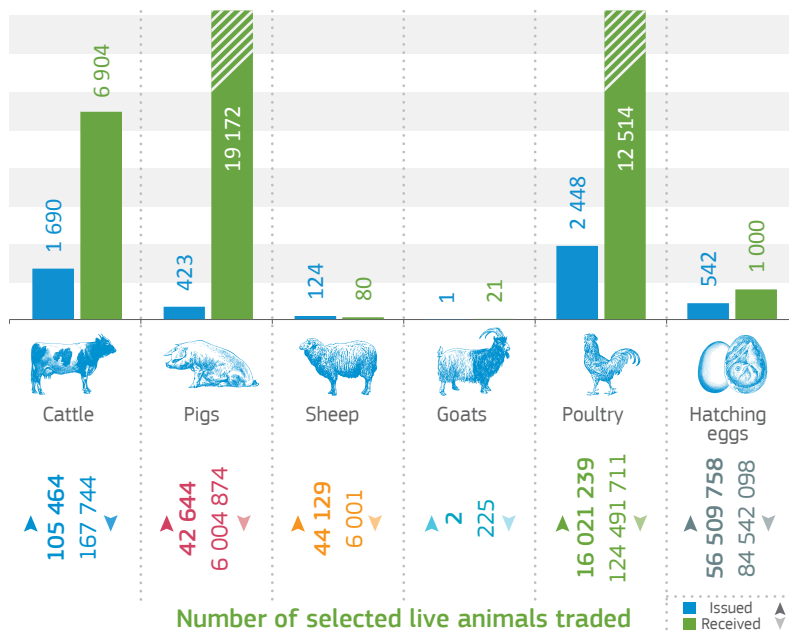 6 904
1 690
19 172
423
124
80
1
21
12 514
2 448
542
1 000
Cattle
Pigs
Sheep
Goats
Poultry
Hatching
eggs
105 464
167 744
42 644
6 004 874
44 129
6 001
2
225
16 021 239
124 491 711
56 509 758
84 542 098
Number of selected live animals traded
Issued
Received